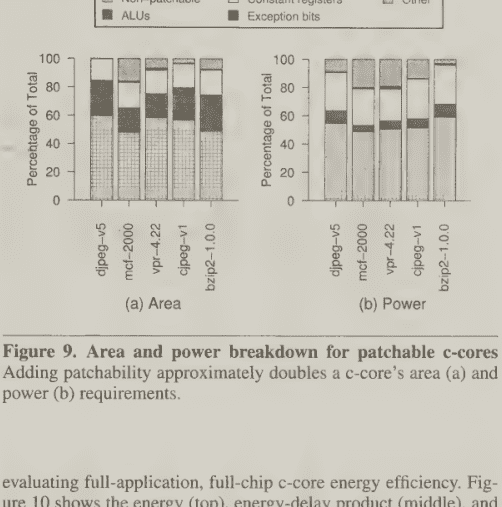 Non-patchable Constant registers Other
ALUs Exception bits
Percentage of Total
100
80
60
40
20
0
djpeg-v5
mcf-2000
vpr-4.22
cjpeg-v1
bzip2-1.0.0
(a) Area
Percentage of Total
100
80
60
40
20
0
djpeg-v5
mcf-2000
vpr-4.22
cjpeg-v1
bzip2-1.0.0
(b) Power
Figure 9. Area and power breakdown for patchable c-cores
Adding patchability approximately doubles a c-core's area (a) and
power (b) requirements.
evaluating full-application, full-chip c-core energy efficiency. Fig-
ure 10 shows the energy (top), energy-delay product (middle), and